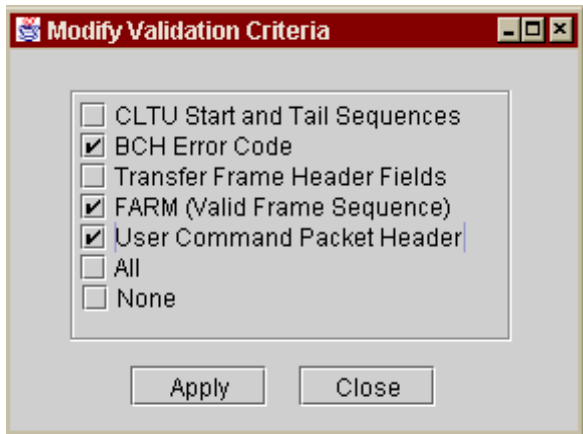 Modify Validation Criteria
CLTU Start and Tail Sequences
BCH Error Code
Transfer Frame Header Fields
FARM (Valid Frame Sequence)
User Command Packet Header
All
None
Apply Close